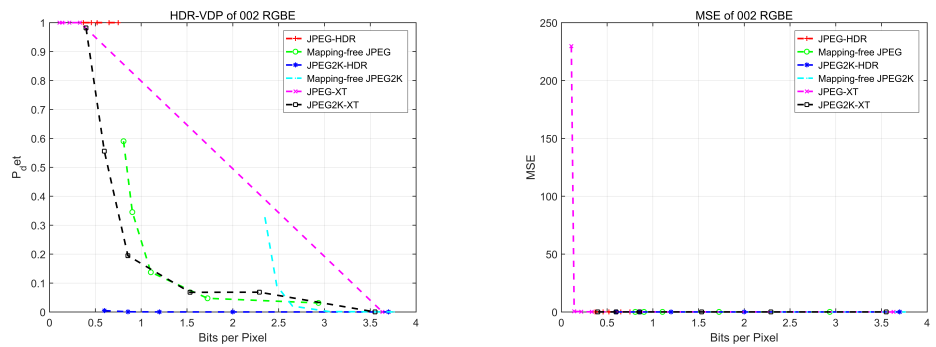 HDR-VDP of 002 RGBE
1
0.9
0.8
0.7
0.6
0.5
0.4
0.3
0.2
0.1
0
P_det
JPEG-HDR
Mapping-free JPEG
JPEG2K-HDR
Mapping-free JPEG2K
JPEG-XT
JPEG2K-XT
0 0.5 1 1.5 2 2.5 3 3.5 4
Bits per Pixel
MSE of 002 RGBE
250
200
150
100
50
0
MSE
JPEG-HDR
Mapping-free JPEG
JPEG2K-HDR
Mapping-free JPEG2K
JPEG-XT
JPEG2K-XT
0 0.5 1 1.5 2 2.5 3 3.5 4
Bits per Pixel